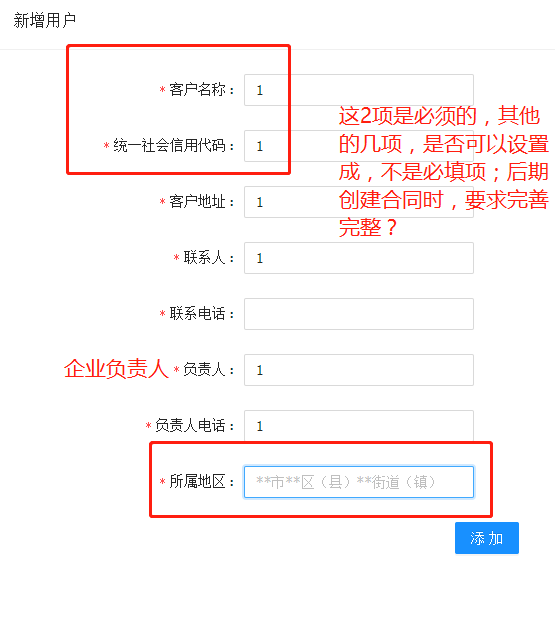 新增用户
* 客户名称： 1
* 统一社会信用代码： 1
这2项是必须的，其他
的几项，是否可以设置
成，不是必填项；后期
创建合同时，要求完善
完整？
* 客户地址： 1
* 联系人： 1
* 联系电话：
企业负责人 * 负责人： 1
* 负责人电话： 1
* 所属地区： **市**区（县）**街道（镇）
添 加